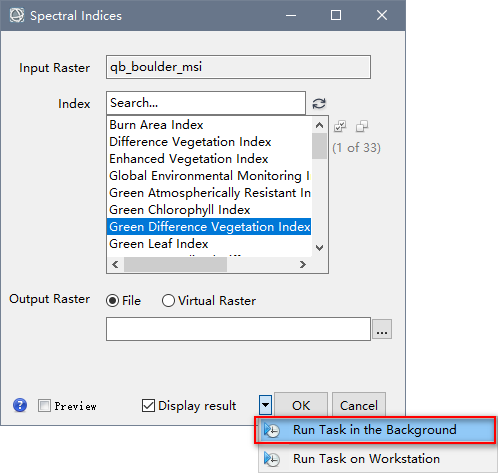 Spectral Indices
Input Raster qb_boulder_msi
Index Search...
Burn Area Index
Difference Vegetation Index
Enhanced Vegetation Index
Global Environmental Monitoring I
(1 of 33)
Green Atmospherically Resistant In
Green Chlorophyll Index
Green Difference Vegetation Index
Green Leaf Index
Output Raster File Virtual Raster
...
? Preview Display result OK Cancel
Run Task in the Background
Run Task on Workstation